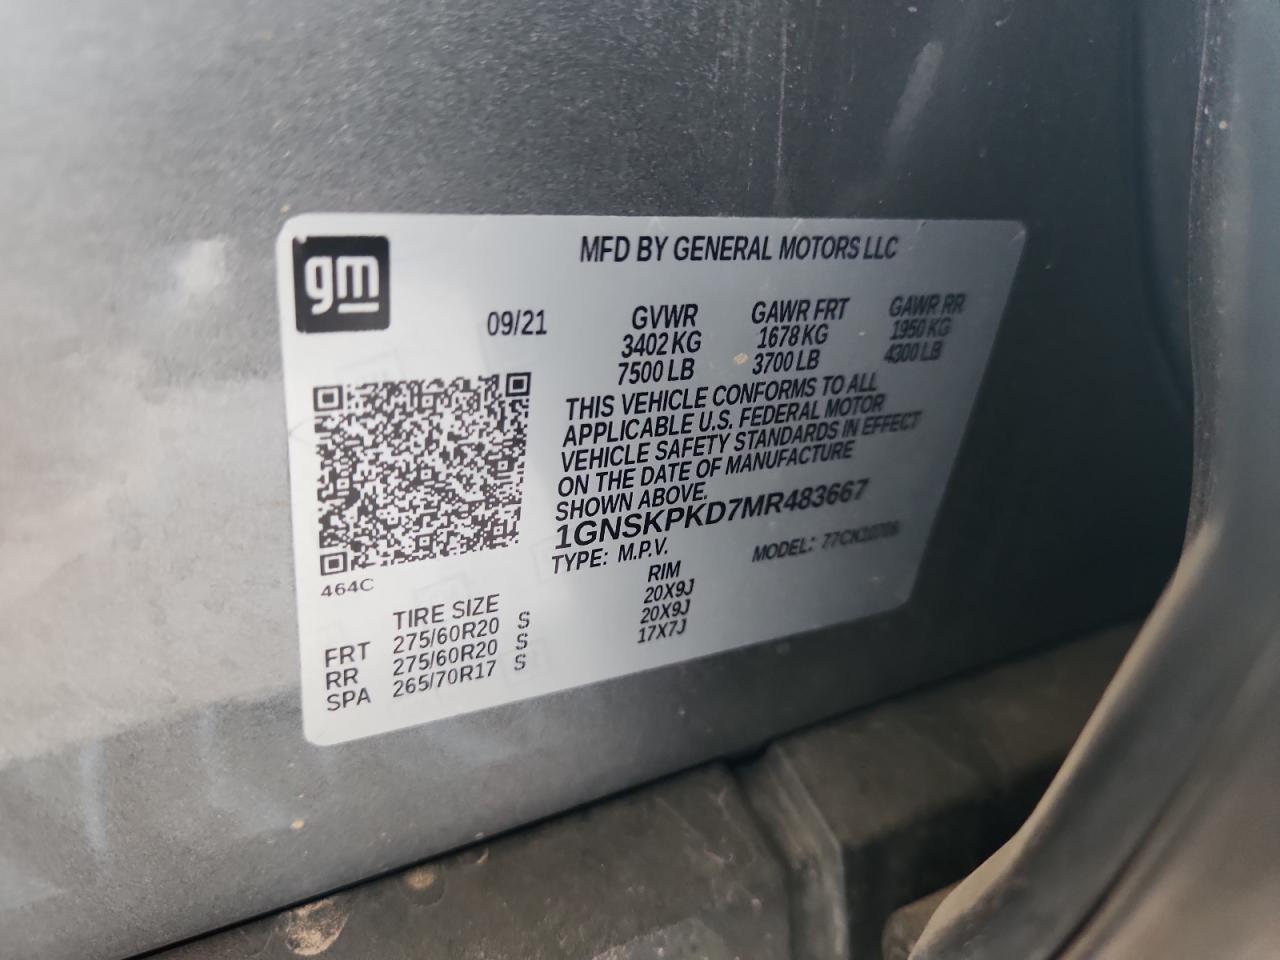 gm
MFD BY GENERAL MOTORS LLC
09/21
GVWR GAWR FRT GAWR RR
3402 KG 1678 KG 1950 KG
7500 LB 3700 LB 4300 LB
THIS VEHICLE CONFORMS TO ALL
APPLICABLE U.S. FEDERAL MOTOR
VEHICLE SAFETY STANDARDS IN EFFECT
ON THE DATE OF MANUFACTURE
SHOWN ABOVE.
1GNSKPKD7MR483667
TYPE: M.P.V. MODEL:
464C
TIRE SIZE RIM
FRT 275/60R20 S 20X9J
RR 275/60R20 S 20X9J
SPA 265/70R17 S 17X7J